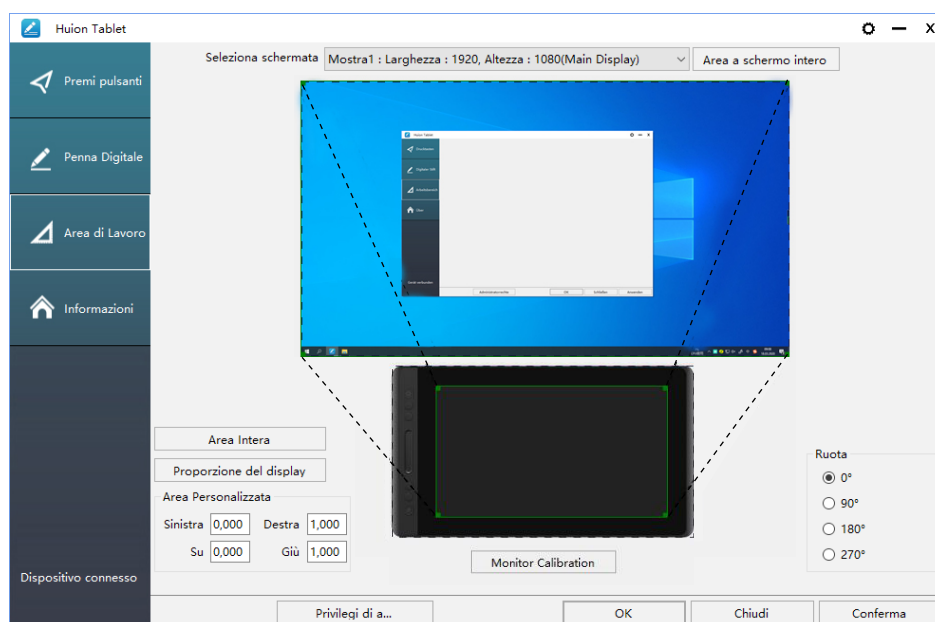 Huion Tablet
Seleziona schermata Mostra1 : Larghezza : 1920, Altezza : 1080(Main Display) Area a schermo intero
Premi pulsanti
Penna Digitale
Area di Lavoro
Informazioni
Huion Tablet
Area Intera
Proporzione del display
Area Personalizzata
Sinistra 0,000 Destra 1,000
Su 0,000 Giù 1,000
Monitor Calibration
Ruota
0°
90°
180°
270°
Dispositivo connesso
Privilegi di a...
OK
Chiudi
Conferma